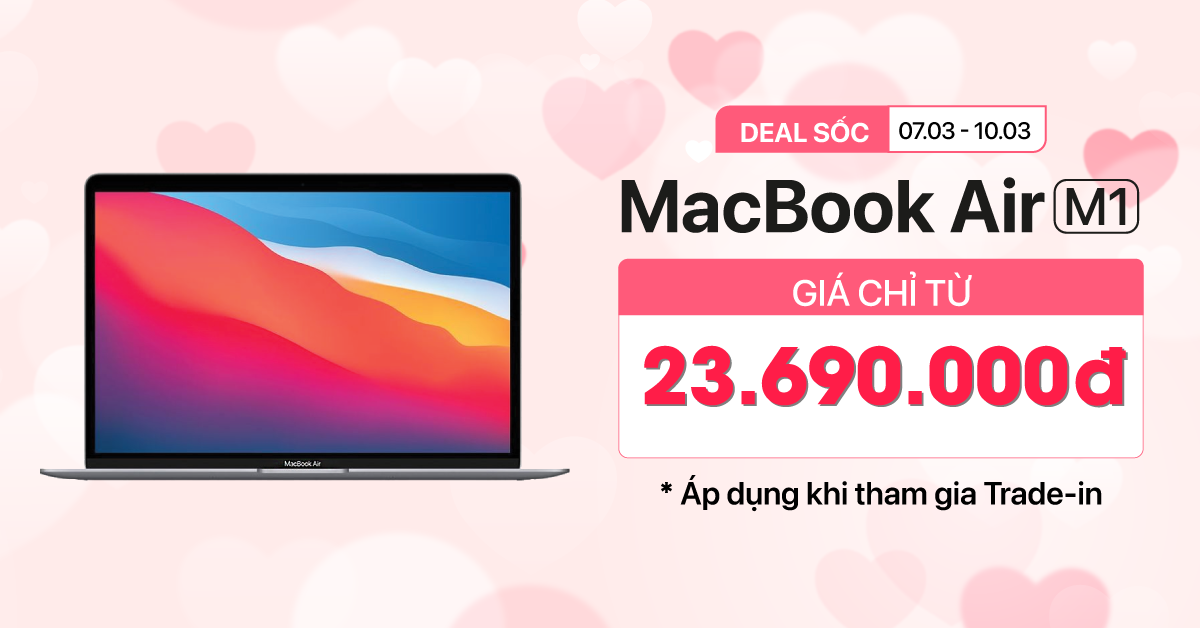 DEAL SỐC 07.03 - 10.03
MacBook Air M1
GIÁ CHỈ TỪ
23.690.000đ
* Áp dụng khi tham gia Trade-in
MacBook Air